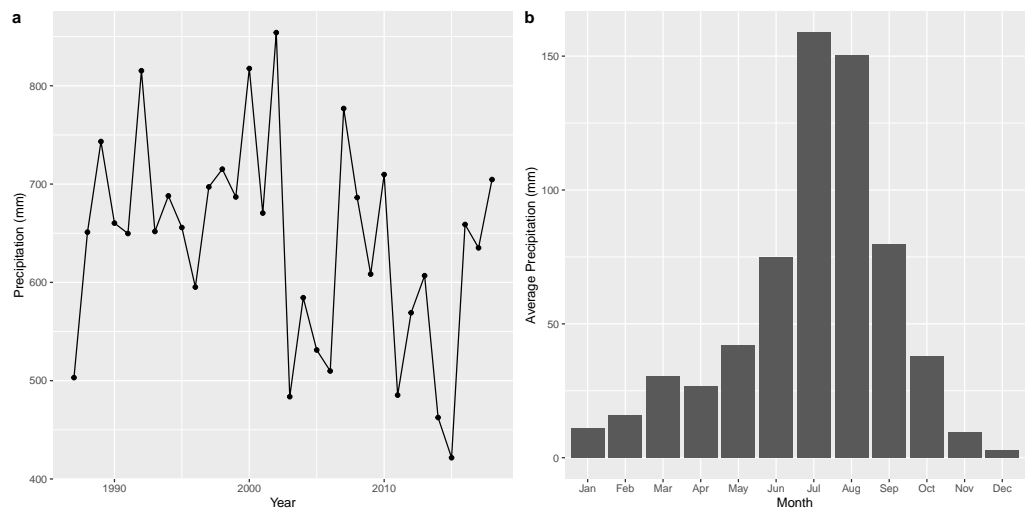 a
Precipitation (mm)
800
700
600
500
400
1990 2000 2010
Year
b
Average Precipitation (mm)
150
100
50
0
Jan Feb Mar Apr May Jun Jul Aug Sep Oct Nov Dec
Month